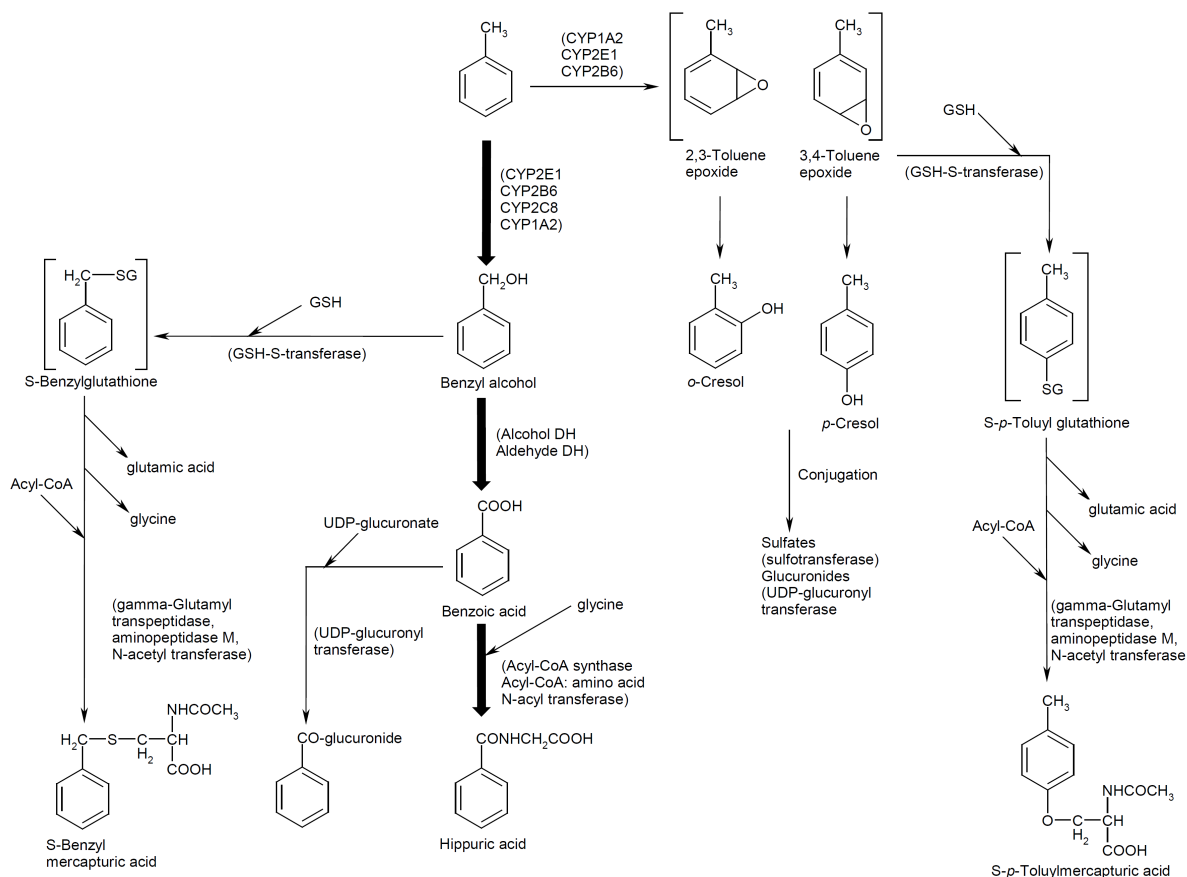 CH₃
(CYP1A2
CYP2E1
CYP2B6)
CH₃
O
2,3-Toluene
epoxide
CH₃
O
3,4-Toluene
epoxide
GSH
(GSH-S-transferase)
(CYP2E1
CYP2B6
CYP2C8
CYP1A2)
H₂C—SG
S-Benzylglutathione
GSH
(GSH-S-transferase)
CH₂OH
Benzyl alcohol
CH₃
OH
o-Cresol
CH₃
OH
p-Cresol
CH₃
SG
S-p-Toluyl glutathione
glutamic acid
Acyl-CoA
glycine
(gamma-Glutamyl
transpeptidase,
aminopeptidase M,
N-acetyl transferase)
(Alcohol DH
Aldehyde DH)
UDP-glucuronate
(UDP-glucuronyl
transferase)
COOH
Benzoic acid
glycine
(Acyl-CoA synthase
Acyl-CoA: amino acid
N-acyl transferase)
Conjugation
Sulfates
(sulfotransferase)
Glucuronides
(UDP-glucuronyl
transferase
glutamic acid
Acyl-CoA
glycine
(gamma-Glutamyl
transpeptidase,
aminopeptidase M,
N-acetyl transferase
NHCOCH₃
H₂C—S—C—CH
H₂
COOH
S-Benzyl
mercapturic acid
CO-glucuronide
CONHCH₂COOH
Hippuric acid
CH₃
NHCOCH₃
O—C—CH
H₂
COOH
S-p-Toluylmercapturic acid